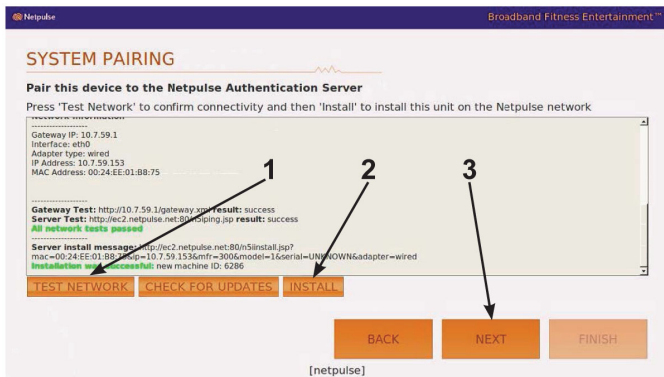 Netpulse
Broadband Fitness Entertainment™
SYSTEM PAIRING
Pair this device to the Netpulse Authentication Server
Press 'Test Network' to confirm connectivity and then 'Install' to install this unit on the Netpulse network
Network Information
-------------------
Gateway IP: 10.7.59.1
Interface: eth0
Adapter type: wired
IP Address: 10.7.59.153
MAC Address: 00:24:EE:01:B8:75
1
2
3
-------------------
Gateway Test: http://10.7.59.1/gateway.xml result: success
Server Test: http://ec2.netpulse.net:80/n5iping.jsp result: success
All network tests passed
-------------------
Server install message: http://ec2.netpulse.net:80/n5iinstall.jsp?
mac=00:24:EE:01:B8:75&ip=10.7.59.153&mfr=300&model=1&serial=UNKNOWN&adapter=wired
Installation was successful: new machine ID: 6286
TEST NETWORK
CHECK FOR UPDATES
INSTALL
BACK
NEXT
FINISH
[netpulse]